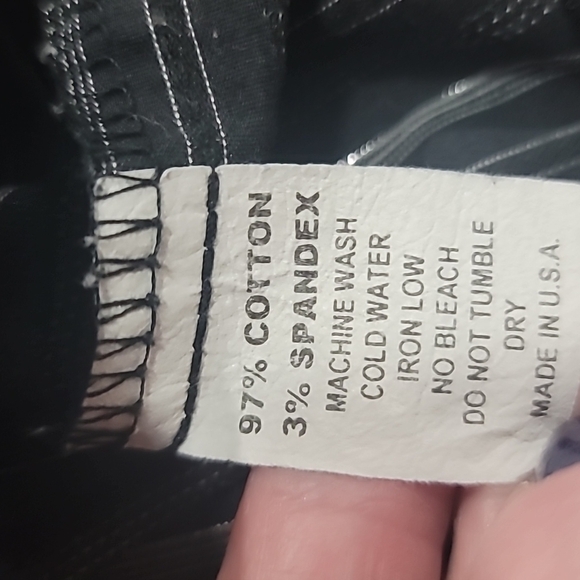 97% COTTON
3% SPANDEX
MACHINE WASH
COLD WATER
IRON LOW
NO BLEACH
DO NOT TUMBLE
DRY
MADE IN U.S.A.